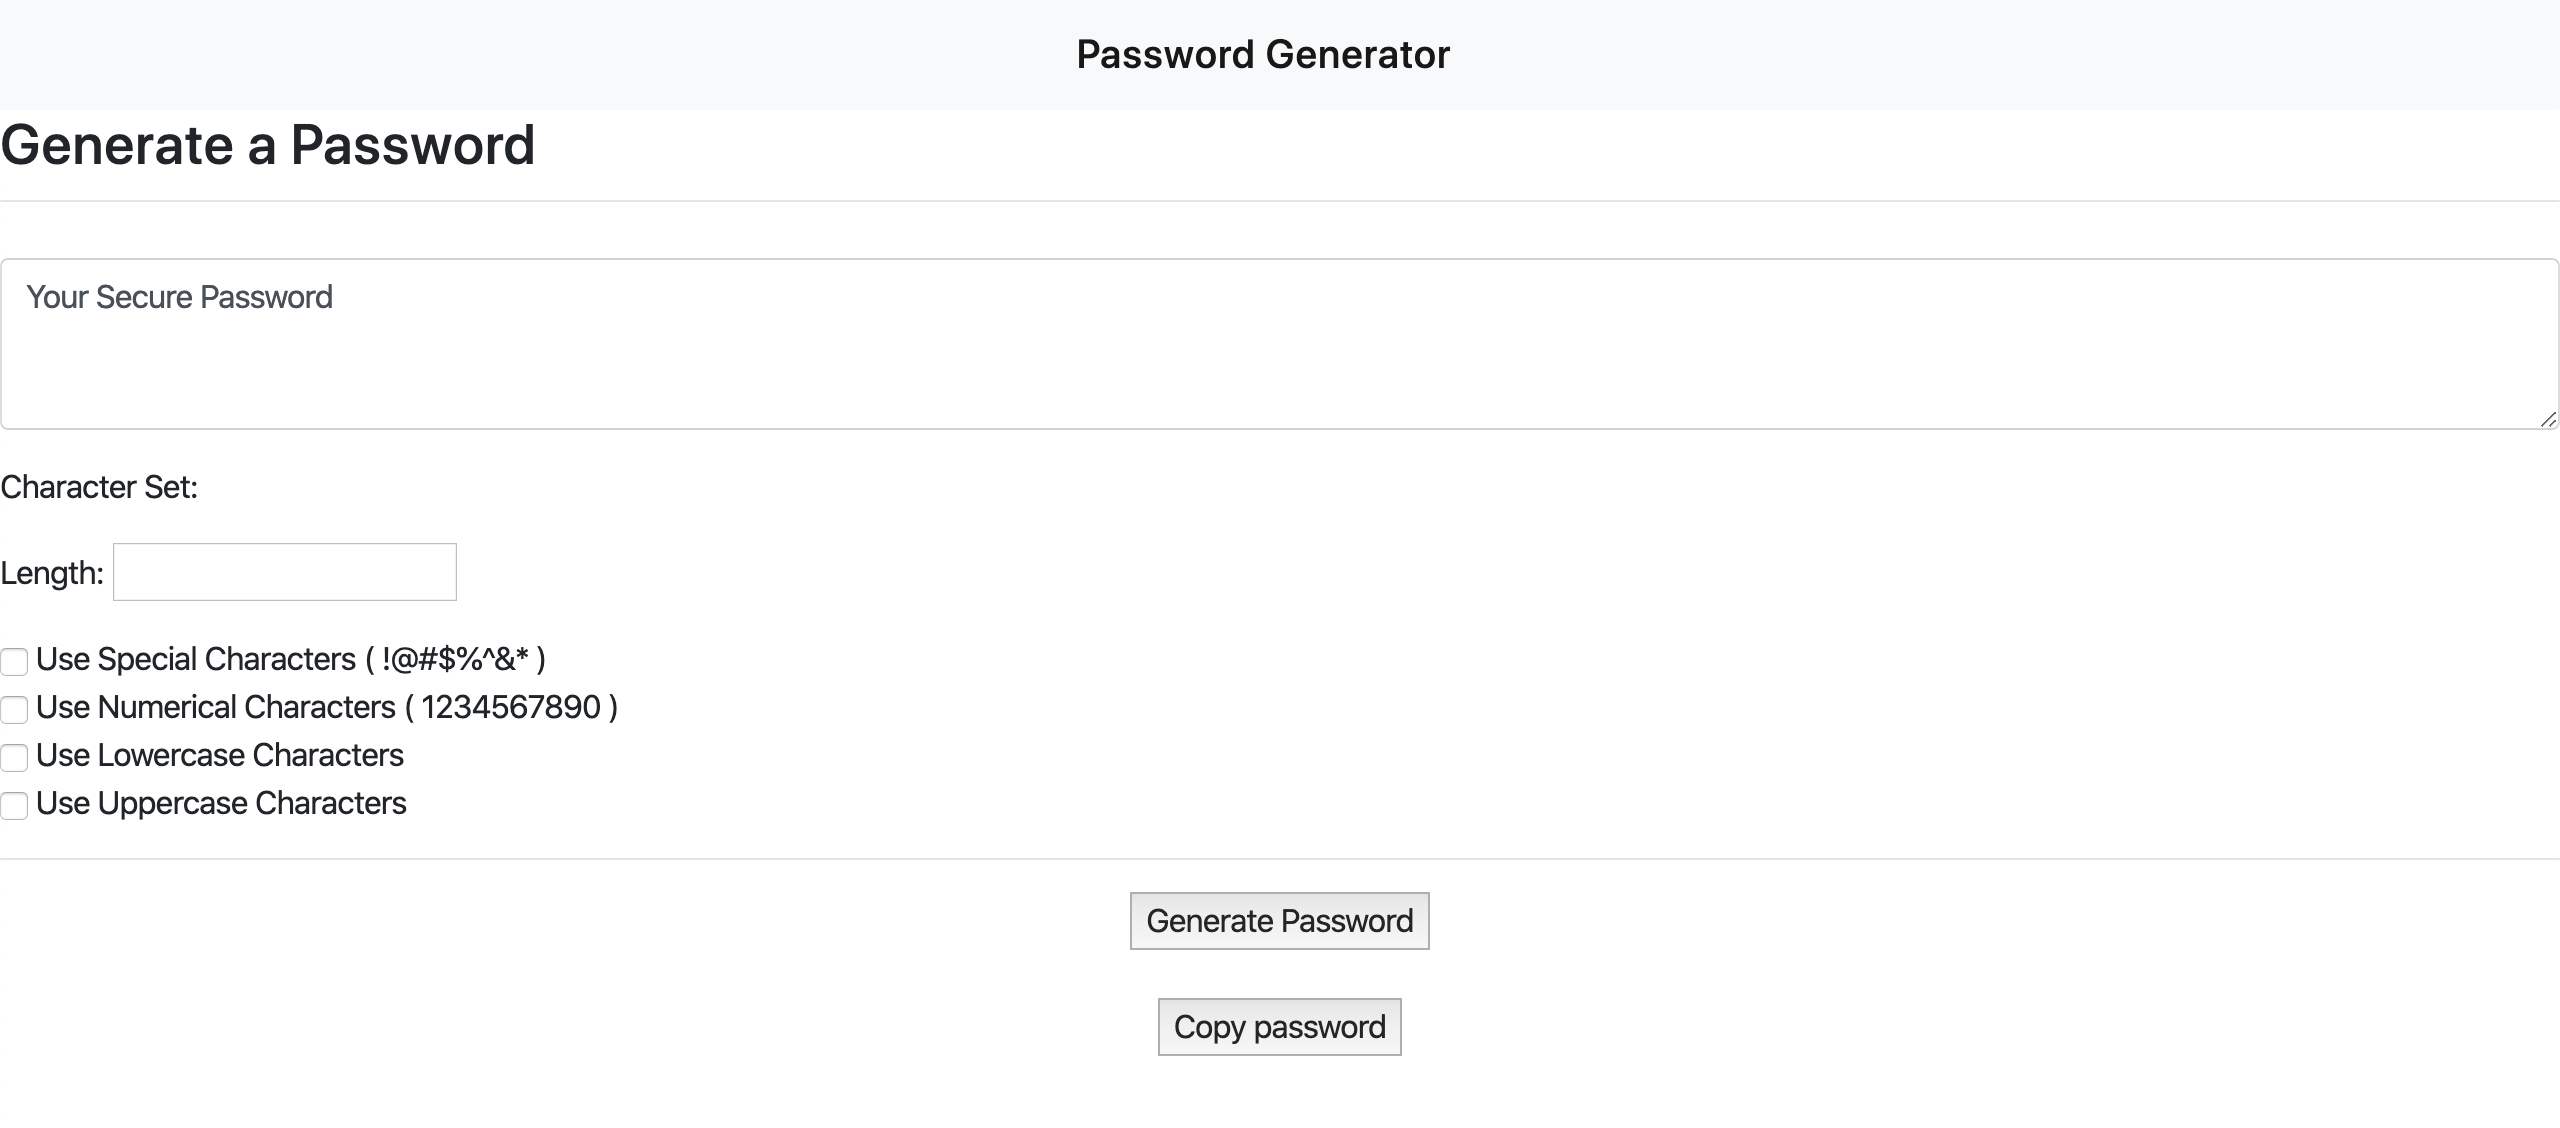 Password Generator
Generate a Password
Your Secure Password
Character Set:
Length:
Use Special Characters ( !@#$%^&* )
Use Numerical Characters ( 1234567890 )
Use Lowercase Characters
Use Uppercase Characters
Generate Password
Copy password